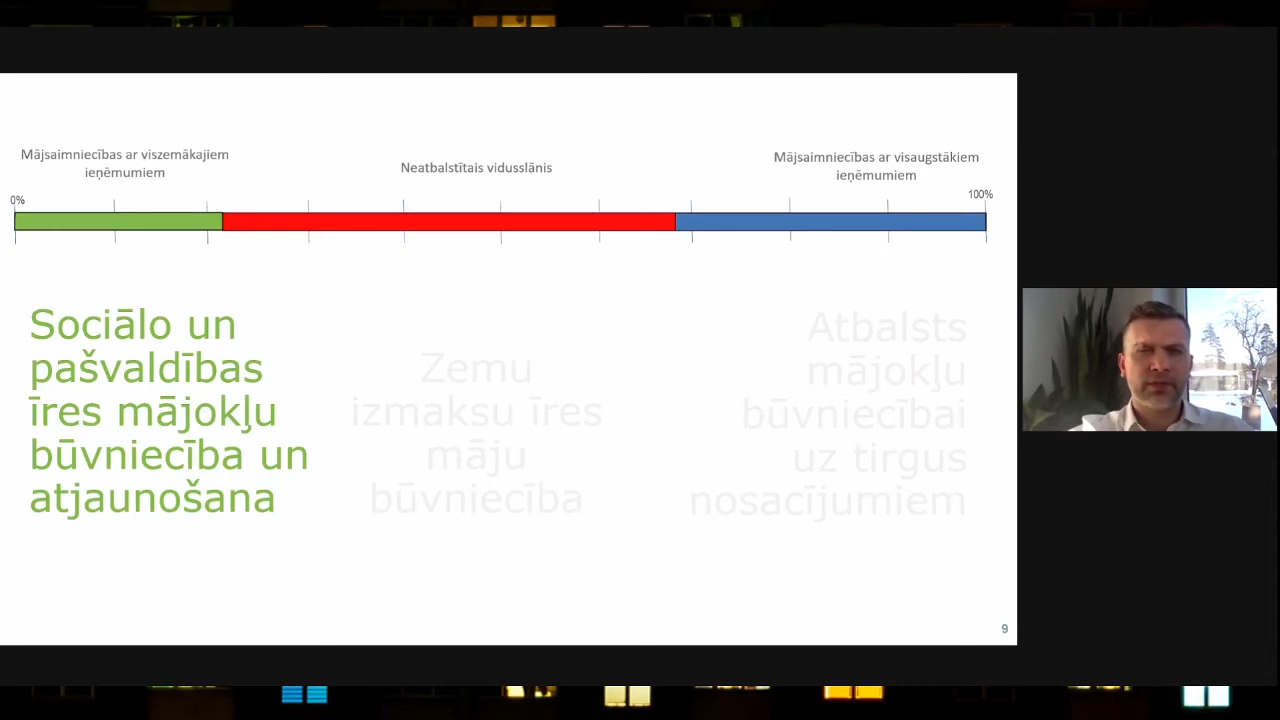 Mājsaimniecības ar viszemākajiem
ieņēmumiem
Neatbalstītais vidusslānis
Mājsaimniecības ar visaugstākiem
ieņēmumiem
0%
100%
Sociālo un
pašvaldības
īres mājokļu
būvniecība un
atjaunošana
Zemu
izmaksu īres
māju
būvniecība
Atbalsts
mājokļu
būvniecībai
uz tirgus
nosacījumiem
9